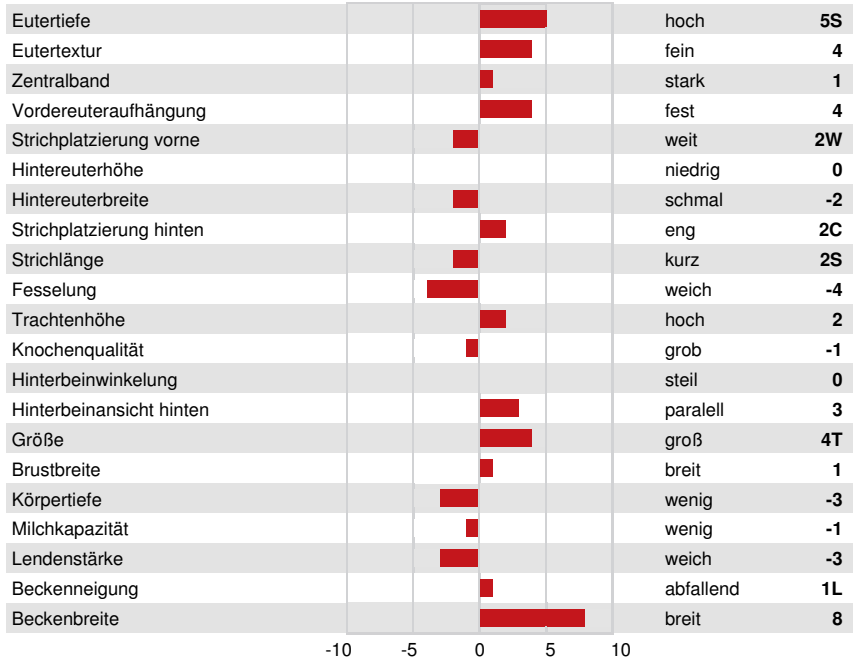 Eutertiefe hoch 5S
Eutertextur fein 4
Zentralband stark 1
Vordereuteraufhängung fest 4
Strichplatzierung vorne weit 2W
Hintereuterhöhe niedrig 0
Hintereuterbreite schmal -2
Strichplatzierung hinten eng 2C
Strichlänge kurz 2S
Fesselung weich -4
Trachtenhöhe hoch 2
Knochenqualität grob -1
Hinterbeinwinkelung steil 0
Hinterbeinansicht hinten paralell 3
Größe groß 4T
Brustbreite breit 1
Körpertiefe wenig -3
Milchkapazität wenig -1
Lendenstärke weich -3
Beckenneigung abfallend 1L
Beckenbreite breit 8
-10 -5 0 5 10